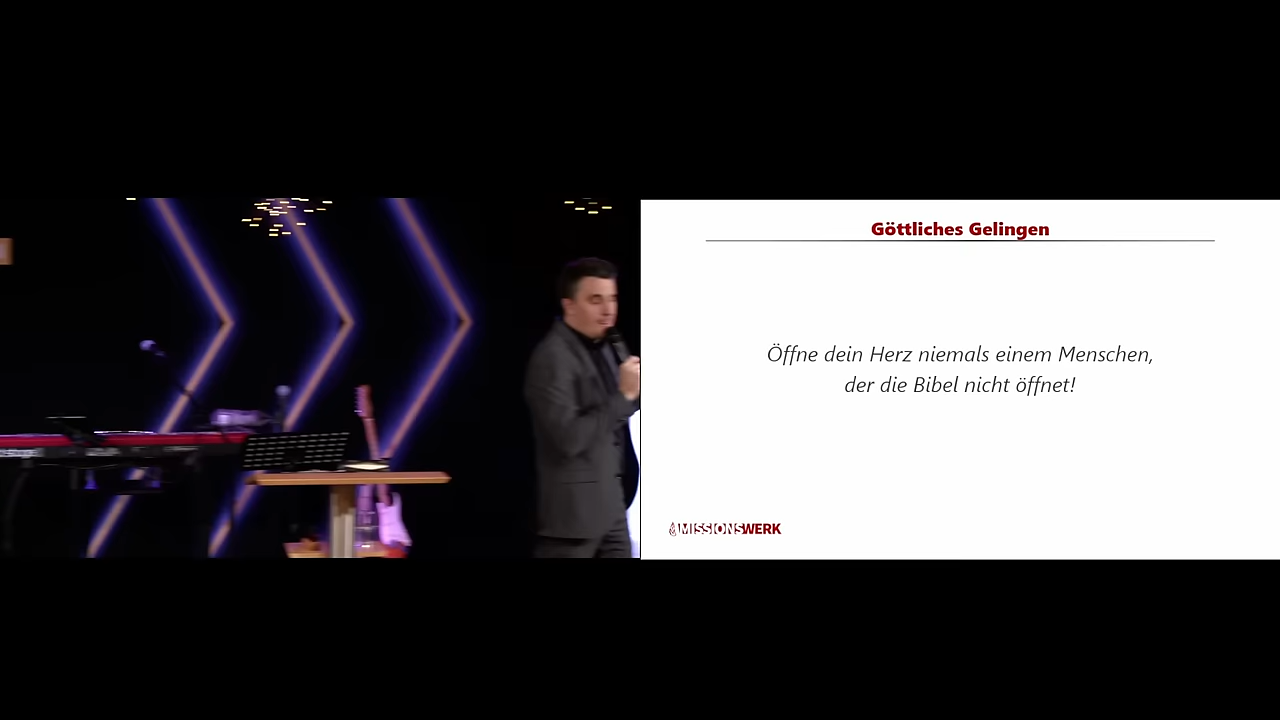 Göttliches Gelingen
Öffne dein Herz niemals einem Menschen,
der die Bibel nicht öffnet!
MISSIONSWERK